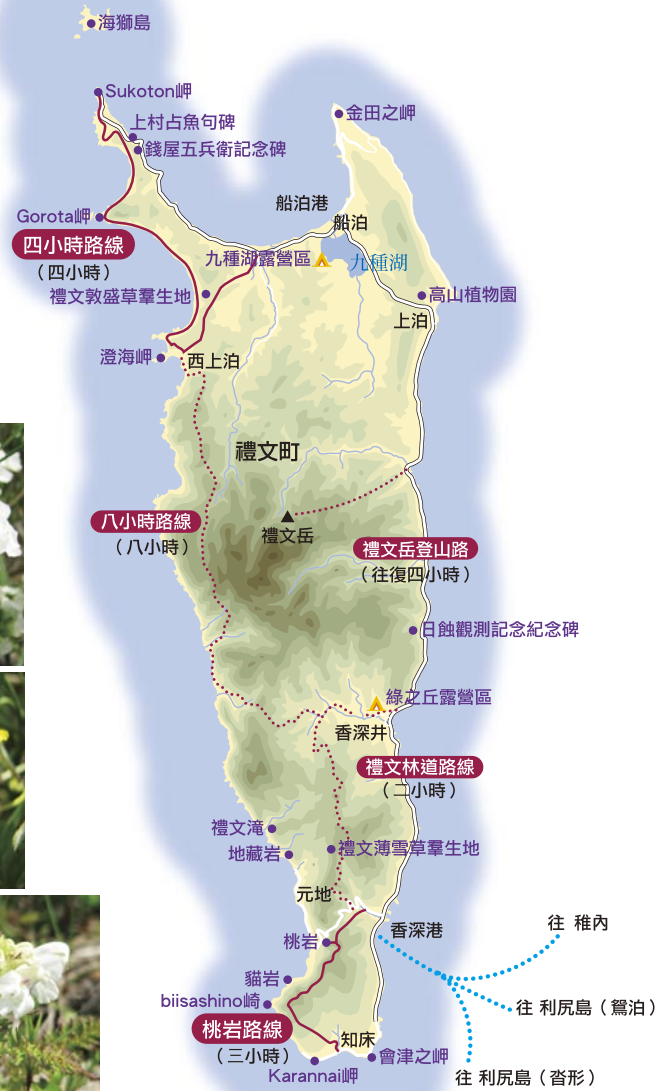 海獅島
Sukoton岬
上村占魚句碑
錢屋五兵衛記念碑
金田之岬
船泊港
船泊
Gorota岬
四小時路線
（四小時）
九種湖露營區
九種湖
禮文敦盛草羣生地
高山植物園
上泊
澄海岬
西上泊
禮文町
八小時路線
（八小時）
禮文岳
禮文岳登山路
（往復四小時）
日蝕觀測記念紀念碑
綠之丘露營區
香深井
禮文林道路線
（二小時）
禮文滝
地藏岩
禮文薄雪草羣生地
元地
香深港
往 稚內
桃岩
貓岩
biisashino崎
往 利尻島（鴛泊）
桃岩路線
（三小時）
知床
會津之岬
Karannai岬
往 利尻島（沓形）